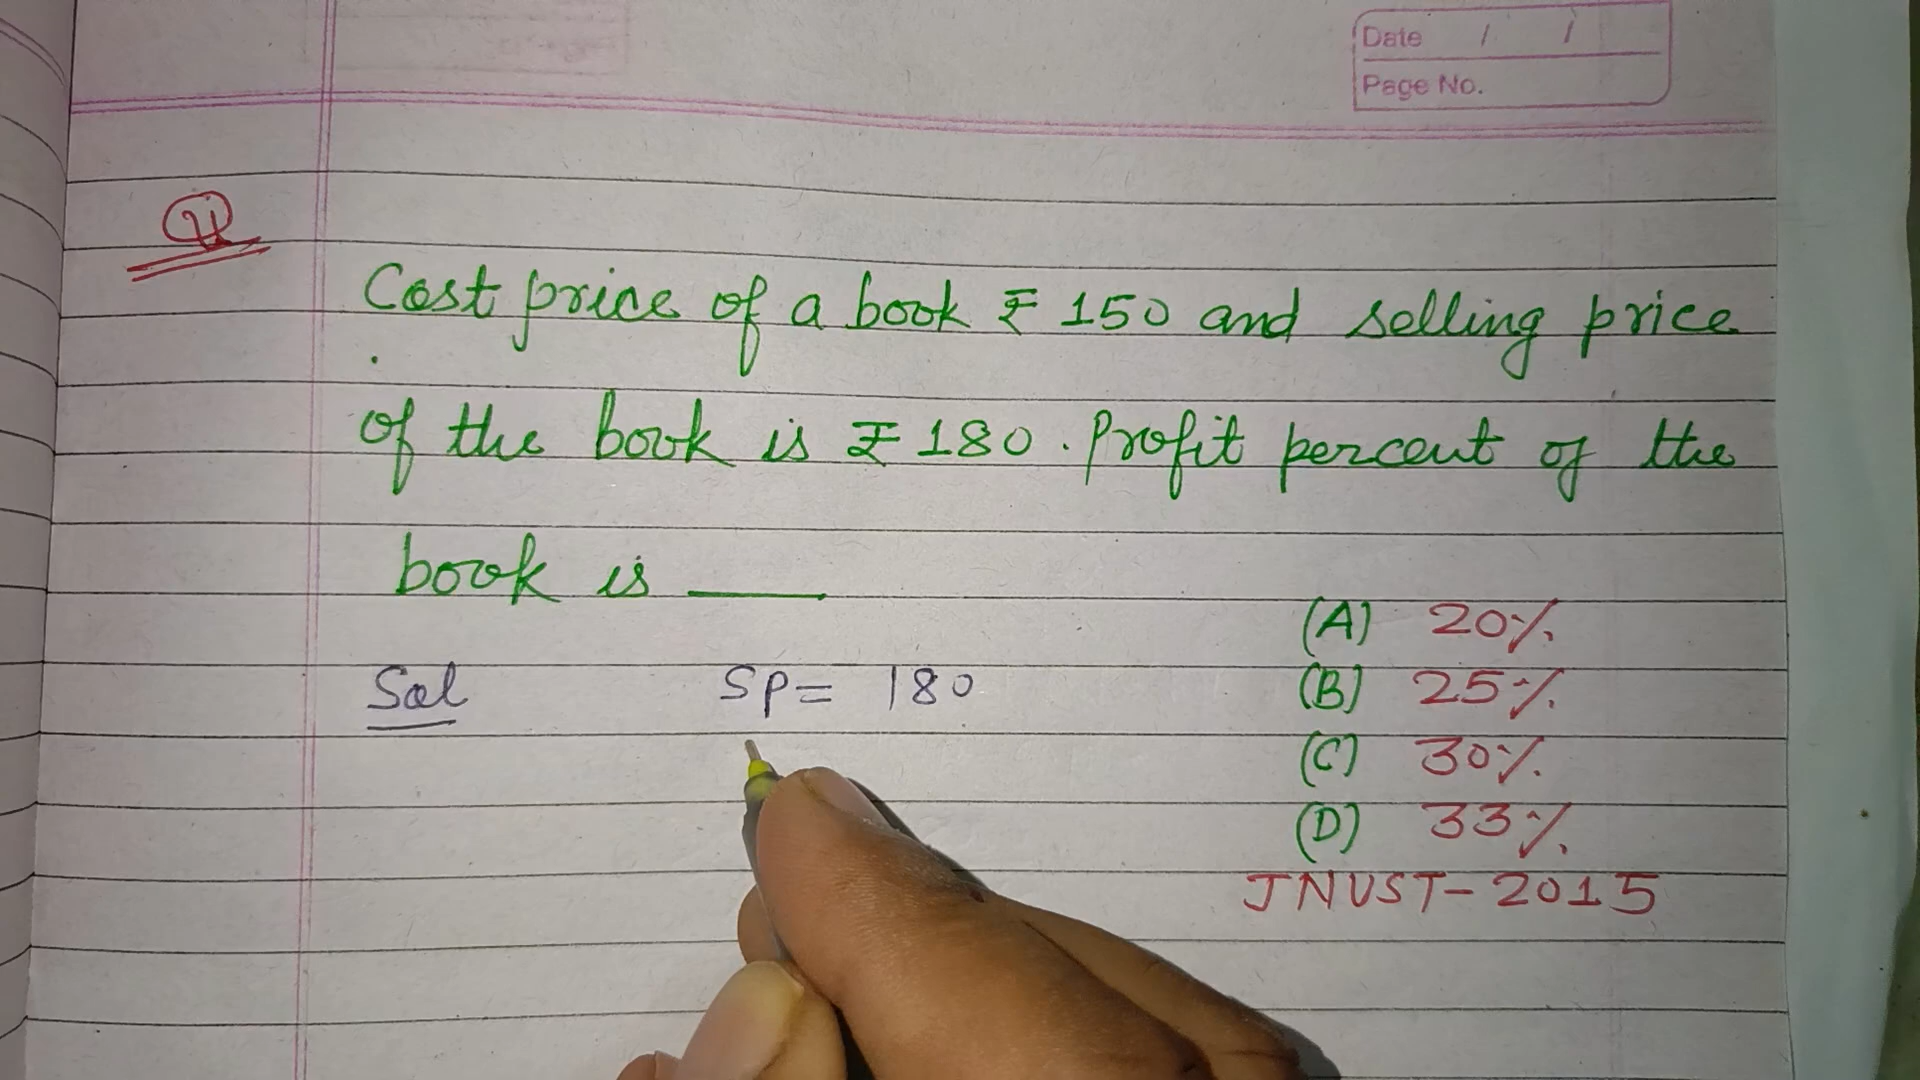 Date / /
Page No.
Q
Cost price of a book ₹ 150 and selling price
of the book is ₹ 180. Profit percent of the
book is ____
(A) 20%
Sol SP= 180
(B) 25%
(C) 30%
(D) 33%
JNVST-2015